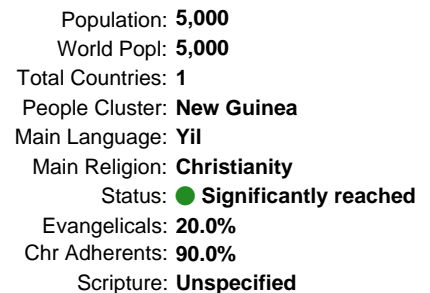 Population: 5,000
World Popl: 5,000
Total Countries: 1
People Cluster: New Guinea
Main Language: Yil
Main Religion: Christianity
Status: Significantly reached
Evangelicals: 20.0%
Chr Adherents: 90.0%
Scripture: Unspecified